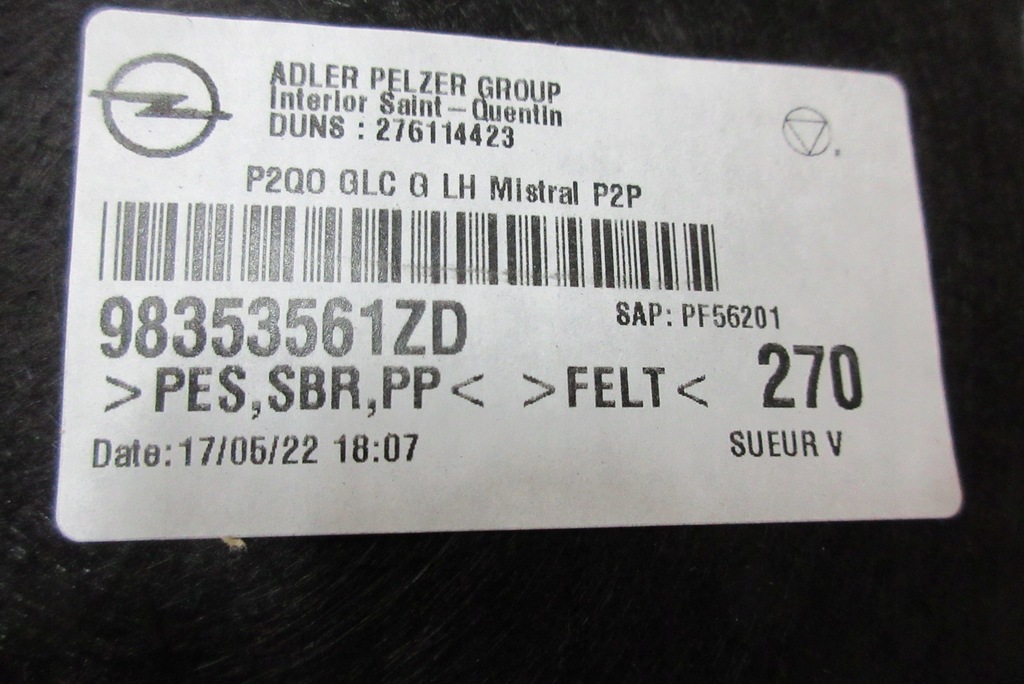 ADLER PELZER GROUP
Interior Saint-Quentin
DUNS : 276114423
P2QO GLC G LH Mistral P2P
98353561ZD
SAP: PF56201
>PES,SBR,PP< >FELT< 270
Date:17/05/22 18:07
SUEUR V